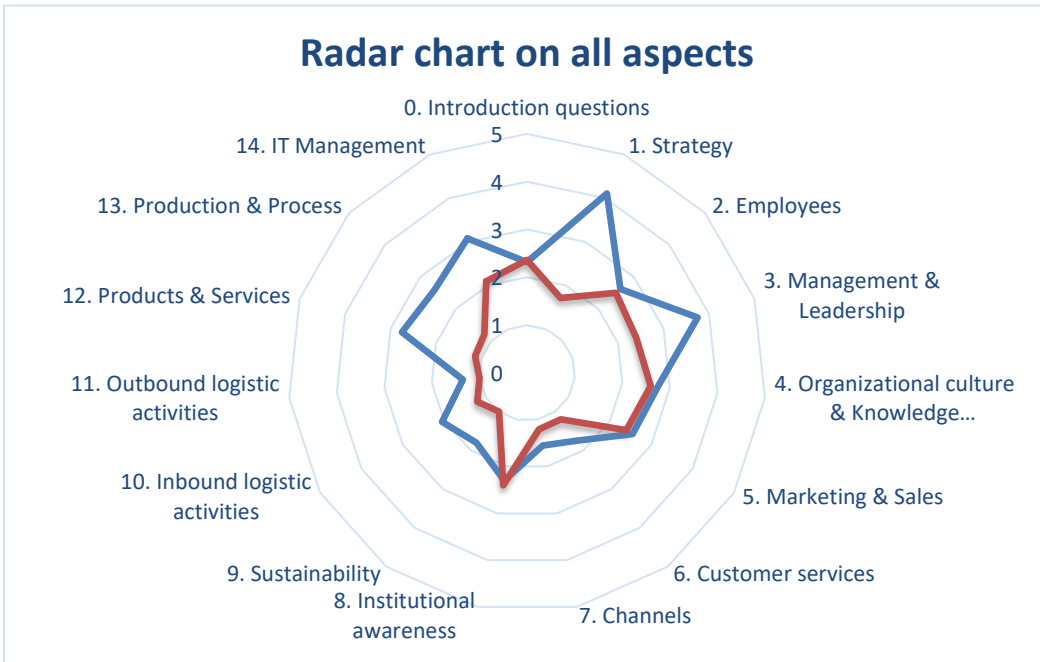 Radar chart on all aspects
0. Introduction questions
1. Strategy
2. Employees
3. Management &
Leadership
4. Organizational culture
& Knowledge...
5. Marketing & Sales
6. Customer services
7. Channels
8. Institutional
awareness
9. Sustainability
10. Inbound logistic
activities
11. Outbound logistic
activities
12. Products & Services
13. Production & Process
14. IT Management
5
4
3
2
1
0